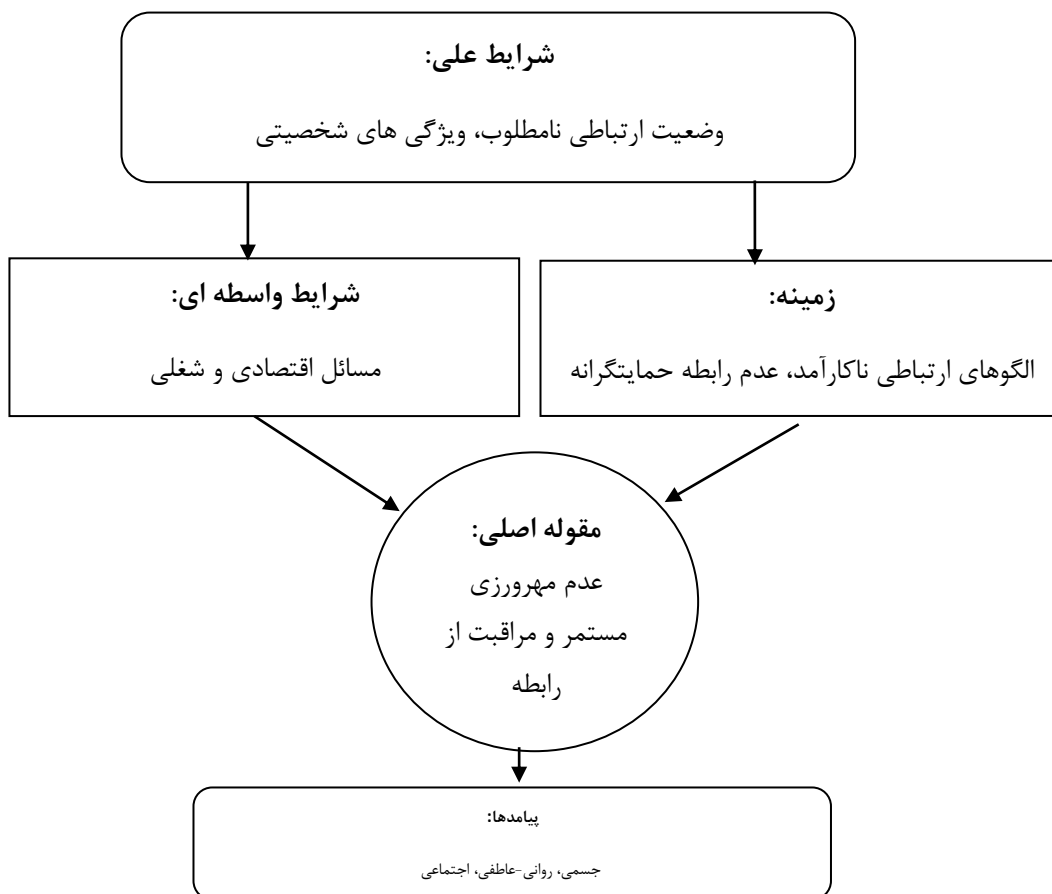 شرایط علی:
وضعیت ارتباطی نامطلوب، ویژگی های شخصیتی
زمینه:
الگوهای ارتباطی ناکارآمد، عدم رابطه حمایتگرانه
شرایط واسطه ای:
مسائل اقتصادی و شغلی
مقوله اصلی:
عدم مهرورزی
مستمر و مراقبت از
رابطه
پیامدها:
جسمی، روانی-عاطفی، اجتماعی